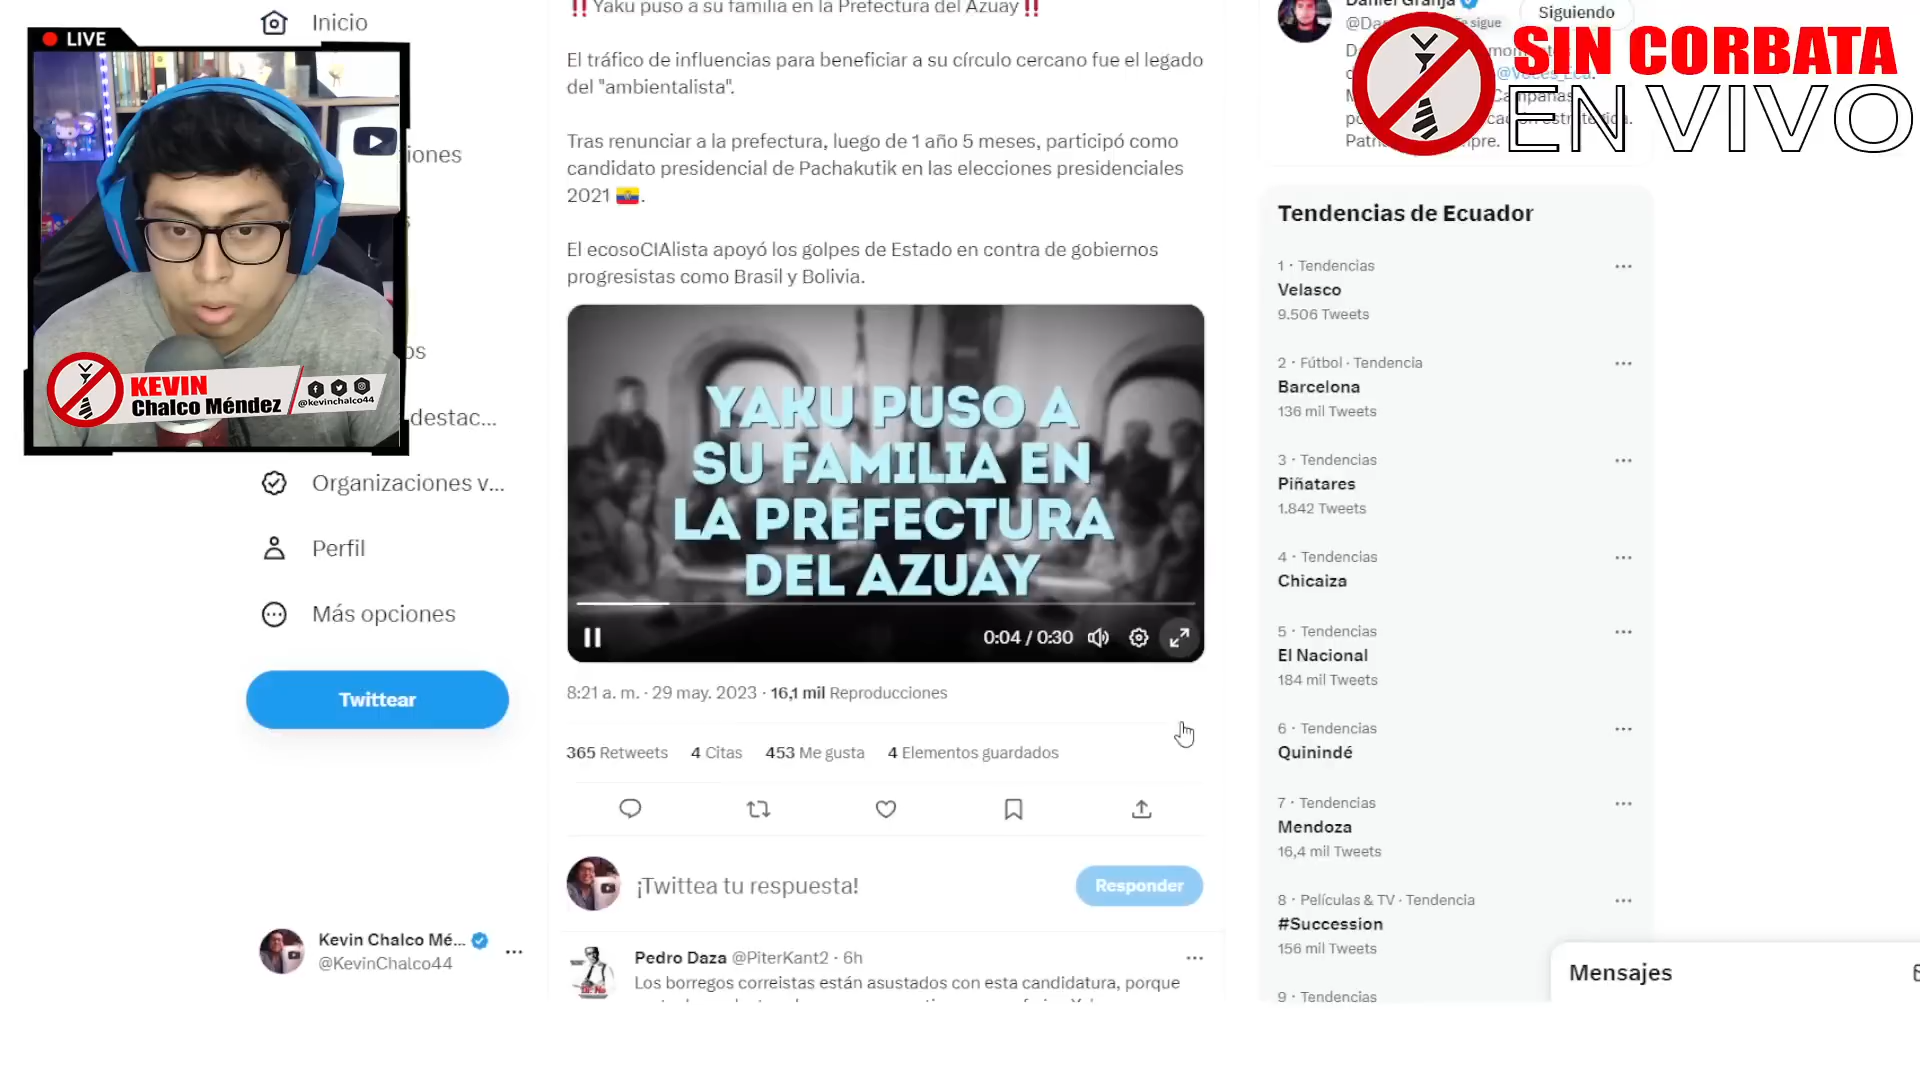 LIVE
Inicio
iones
destac...
KEVIN
Chalco Méndez
@kevinchalco44
Organizaciones v...
Perfil
Más opciones
Twittear
Kevin Chalco Mé...
@KevinChalco44
...
‼️ Yaku puso a su familia en la Prefectura del Azuay ‼️
El tráfico de influencias para beneficiar a su círculo cercano fue el legado
del "ambientalista".
Tras renunciar a la prefectura, luego de 1 año 5 meses, participó como
candidato presidencial de Pachakutik en las elecciones presidenciales
2021 🇪🇨.
El ecosoCIAlista apoyó los golpes de Estado en contra de gobiernos
progresistas como Brasil y Bolivia.
YAKU PUSO A
SU FAMILIA EN
LA PREFECTURA
DEL AZUAY
0:04 / 0:30
8:21 a. m. · 29 may. 2023 · 16,1 mil Reproducciones
365 Retweets 4 Citas 453 Me gusta 4 Elementos guardados
¡Twittea tu respuesta!
Responder
Pedro Daza @PiterKant2 · 6h
Los borregos correistas están asustados con esta candidatura, porque
Daniel Granja
Te sigue
Siguiendo
@Voces_Ecu.
SIN CORBATA
EN VIVO
Tendencias de Ecuador
1 · Tendencias
Velasco
9.506 Tweets
2 · Fútbol · Tendencia
Barcelona
136 mil Tweets
3 · Tendencias
Piñatares
1.842 Tweets
4 · Tendencias
Chicaiza
5 · Tendencias
El Nacional
184 mil Tweets
6 · Tendencias
Quinindé
7 · Tendencias
Mendoza
16,4 mil Tweets
8 · Películas & TV · Tendencia
#Succession
156 mil Tweets
9 · Tendencias
Mensajes